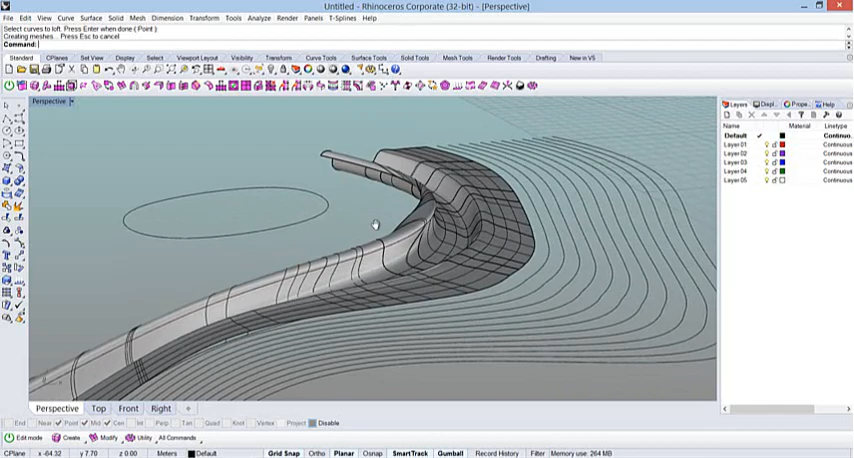 Untitled - Rhinoceros Corporate (32-bit) - [Perspective]
File Edit View Curve Surface Solid Mesh Dimension Transform Tools Analyze Render Panels T-Splines Help
Select curves to loft. Press Enter when done ( Point )
Creating meshes... Press Esc to cancel
Command:
Standard CPlanes Set View Display Select Viewport Layout Visibility Transform Curve Tools Surface Tools Solid Tools Mesh Tools Render Tools Drafting New in V5
Perspective
Layers Displ... Prope... Help
Name Material Linetype
Default Continuo...
Layer 01 Continuous
Layer 02 Continuous
Layer 03 Continuous
Layer 04 Continuous
Layer 05 Continuous
Perspective Top Front Right
End Near Point Mid Cen Int Perp Tan Quad Knot Vertex Project Disable
Edit mode Create Modify Utility All Commands
CPlane x -64.32 y 7.70 z 0.00 Meters Default Grid Snap Ortho Planar Osnap SmartTrack Gumball Record History Filter Memory use: 264 MB